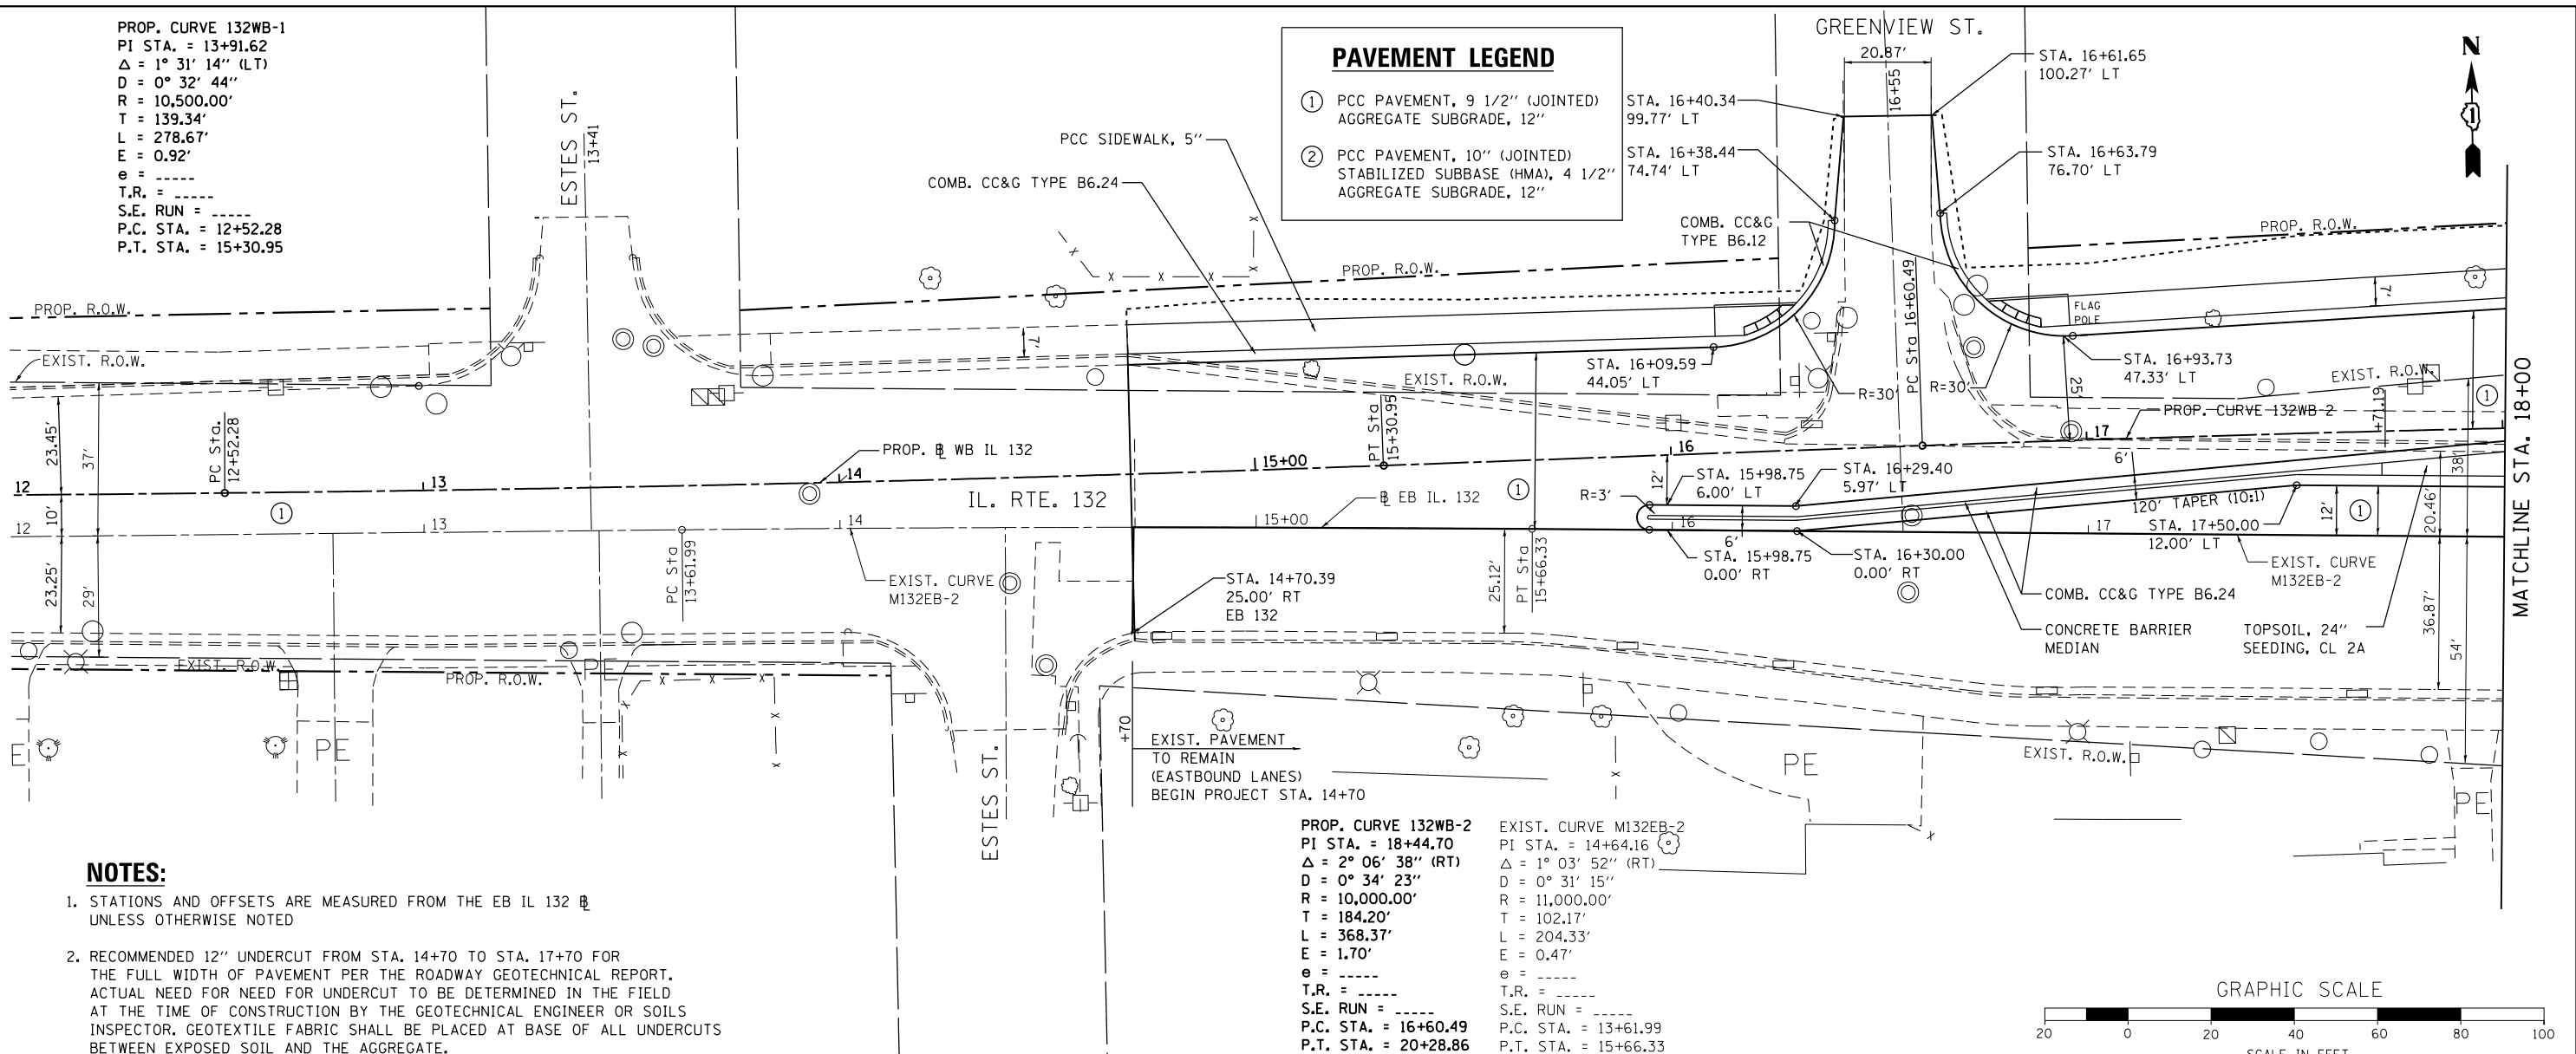 PROP. CURVE 132WB-1
PI STA. = 13+91.62
Δ = 1° 31' 14'' (LT)
D = 0° 32' 44''
R = 10,500.00'
T = 139.34'
L = 278.67'
E = 0.92'
e = _____
T.R. = _____
S.E. RUN = _____
P.C. STA. = 12+52.28
P.T. STA. = 15+30.95
ESTES ST.
13+41
PAVEMENT LEGEND
1 PCC PAVEMENT, 9 1/2'' (JOINTED)
AGGREGATE SUBGRADE, 12''
2 PCC PAVEMENT, 10'' (JOINTED)
STABILIZED SUBBASE (HMA), 4 1/2''
AGGREGATE SUBGRADE, 12''
GREENVIEW ST.
20.87'
16+55
STA. 16+61.65
100.27' LT
STA. 16+40.34
99.77' LT
STA. 16+38.44
74.74' LT
STA. 16+63.79
76.70' LT
N
1
PCC SIDEWALK, 5''
COMB. CC&G TYPE B6.24
COMB. CC&G
TYPE B6.12
PROP. R.O.W.
PROP. R.O.W.
PROP. R.O.W.
EXIST. R.O.W.
7'
7'
FLAG
POLE
PC Sta 16+60.49
STA. 16+09.59
44.05' LT
EXIST. R.O.W.
R=30'
R=30'
25'
STA. 16+93.73
47.33' LT
EXIST. R.O.W.
+71.19
1
PROP. CURVE 132WB-2
MATCHLINE STA. 18+00
23.45'
37'
PC Sta.
12+52.28
PROP. BL WB IL 132
PT Sta
15+30.95
12
13
14
15+00
16
17
10'
1
IL. RTE. 132
BL EB IL. 132
1
R=3'
12'
STA. 15+98.75
6.00' LT
STA. 16+29.40
5.97' LT
6'
120' TAPER (10:1)
STA. 17+50.00
12.00' LT
12'
1
20.46'
38'
12
13
14
15+00
16
17
6'
STA. 15+98.75
0.00' RT
STA. 16+30.00
0.00' RT
EXIST. CURVE
M132EB-2
23.25'
29'
PC Sta
13+61.99
EXIST. CURVE
M132EB-2
STA. 14+70.39
25.00' RT
EB 132
25.12'
PT Sta
15+66.33
COMB. CC&G TYPE B6.24
CONCRETE BARRIER
MEDIAN
TOPSOIL, 24''
SEEDING, CL 2A
36.87'
54'
EXIST. R.O.W.
PROP. R.O.W.
PE
E
PE
ESTES ST.
+70
EXIST. PAVEMENT
TO REMAIN
(EASTBOUND LANES)
BEGIN PROJECT STA. 14+70
PE
EXIST. R.O.W.
PE
PROP. CURVE 132WB-2
PI STA. = 18+44.70
Δ = 2° 06' 38'' (RT)
D = 0° 34' 23''
R = 10,000.00'
T = 184.20'
L = 368.37'
E = 1.70'
e = _____
T.R. = _____
S.E. RUN = _____
P.C. STA. = 16+60.49
P.T. STA. = 20+28.86
EXIST. CURVE M132EB-2
PI STA. = 14+64.16
Δ = 1° 03' 52'' (RT)
D = 0° 31' 15''
R = 11,000.00'
T = 102.17'
L = 204.33'
E = 0.47'
e = _____
T.R. = _____
S.E. RUN = _____
P.C. STA. = 13+61.99
P.T. STA. = 15+66.33
NOTES:
1. STATIONS AND OFFSETS ARE MEASURED FROM THE EB IL 132 BL
UNLESS OTHERWISE NOTED
2. RECOMMENDED 12'' UNDERCUT FROM STA. 14+70 TO STA. 17+70 FOR
THE FULL WIDTH OF PAVEMENT PER THE ROADWAY GEOTECHNICAL REPORT.
ACTUAL NEED FOR NEED FOR UNDERCUT TO BE DETERMINED IN THE FIELD
AT THE TIME OF CONSTRUCTION BY THE GEOTECHNICAL ENGINEER OR SOILS
INSPECTOR. GEOTEXTILE FABRIC SHALL BE PLACED AT BASE OF ALL UNDERCUTS
BETWEEN EXPOSED SOIL AND THE AGGREGATE.
GRAPHIC SCALE
20 0 20 40 60 80 100
SCALE IN FEET